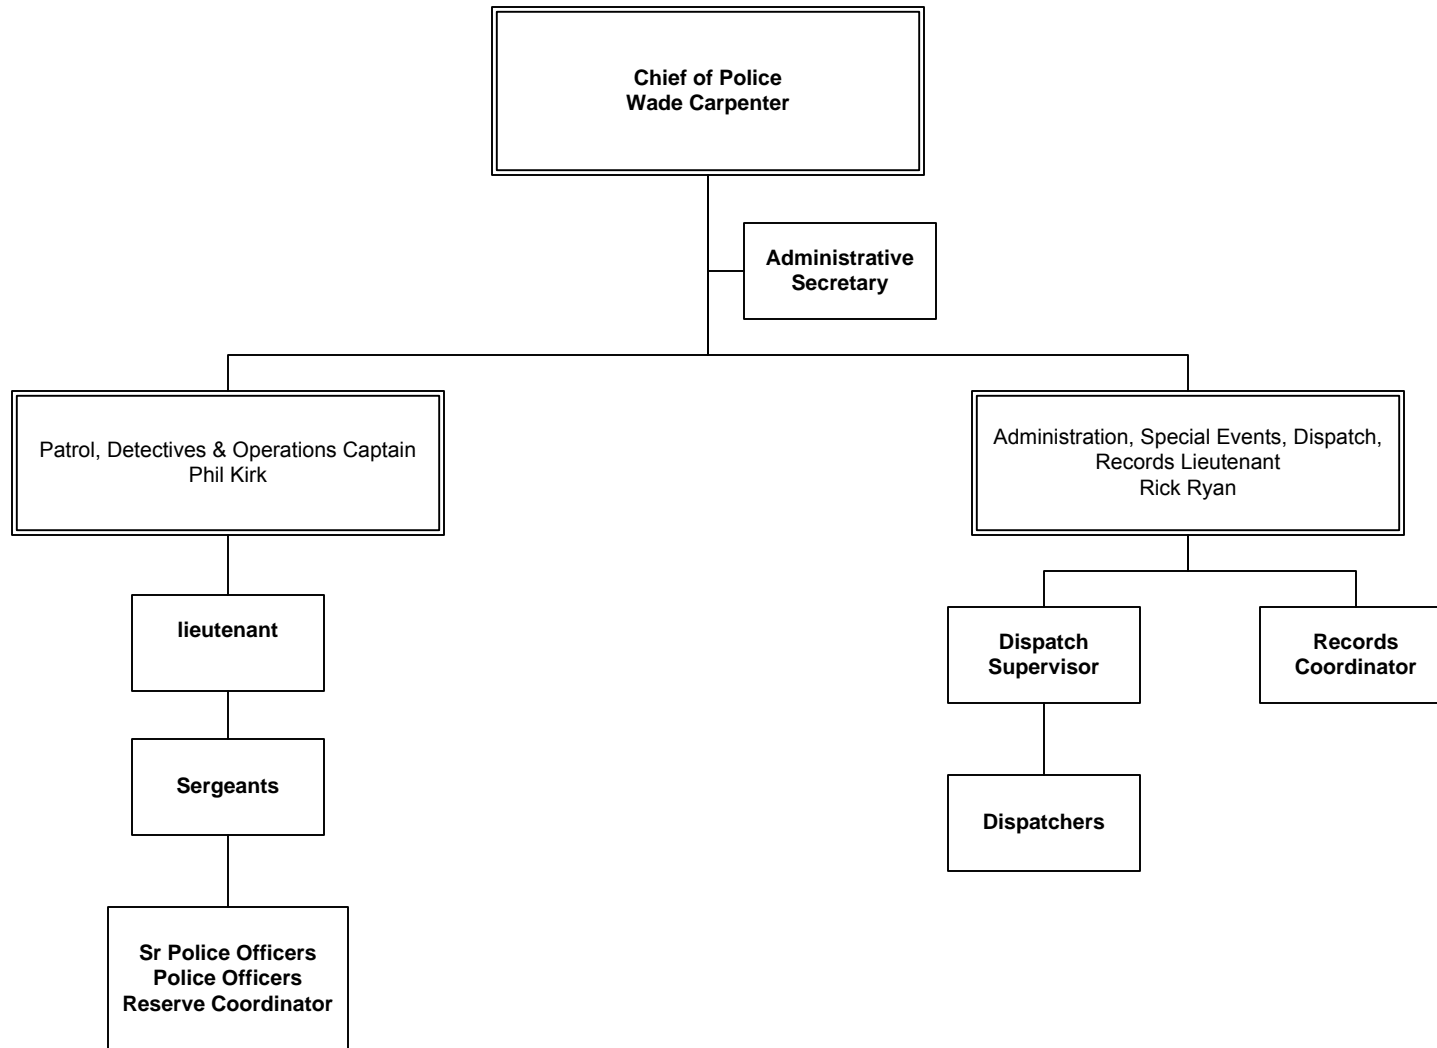 Chief of Police
Wade Carpenter
Administrative
Secretary
Patrol, Detectives & Operations Captain
Phil Kirk
Administration, Special Events, Dispatch,
Records Lieutenant
Rick Ryan
lieutenant
Dispatch
Supervisor
Records
Coordinator
Sergeants
Dispatchers
Sr Police Officers
Police Officers
Reserve Coordinator